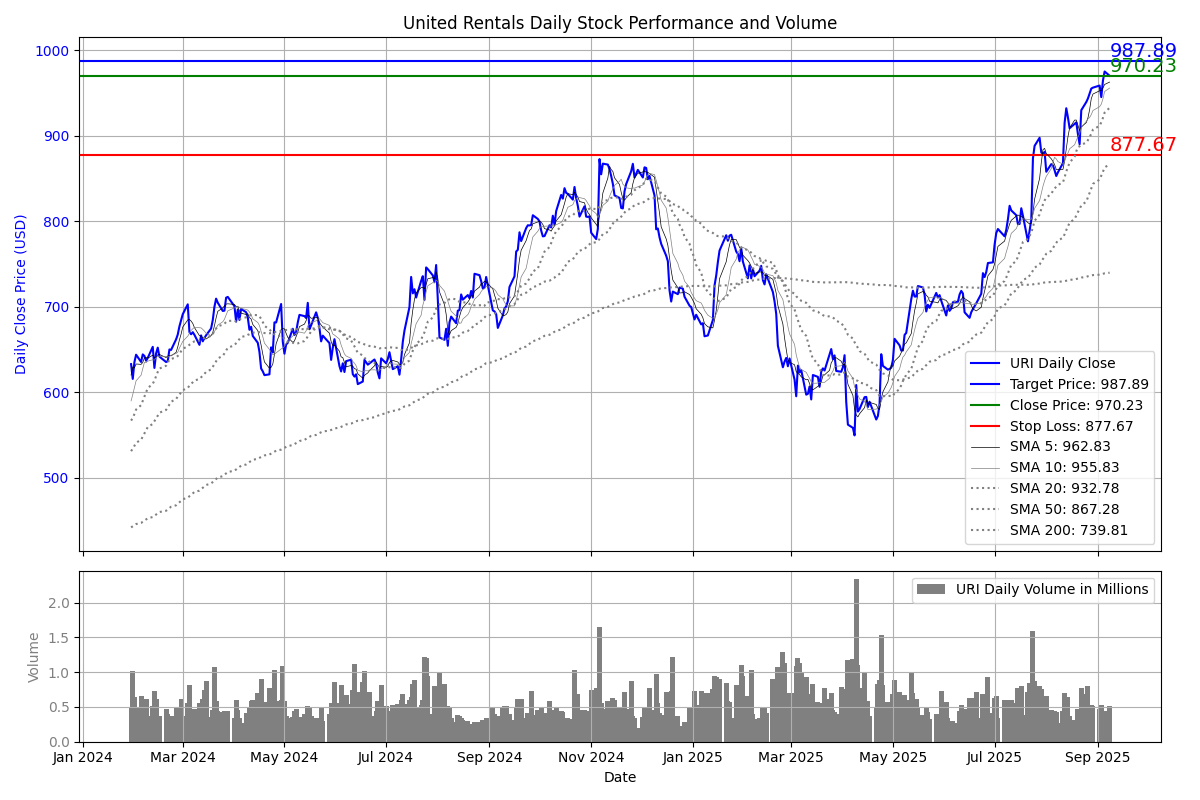 United Rentals Daily Stock Performance and Volume
1000
900
800
700
600
500
Daily Close Price (USD)
987.89
970.23
877.67
URI Daily Close
Target Price: 987.89
Close Price: 970.23
Stop Loss: 877.67
SMA 5: 962.83
SMA 10: 955.83
SMA 20: 932.78
SMA 50: 867.28
SMA 200: 739.81
URI Daily Volume in Millions
2.0
1.5
1.0
0.5
0.0
Volume
Jan 2024 Mar 2024 May 2024 Jul 2024 Sep 2024 Nov 2024 Jan 2025 Mar 2025 May 2025 Jul 2025 Sep 2025
Date